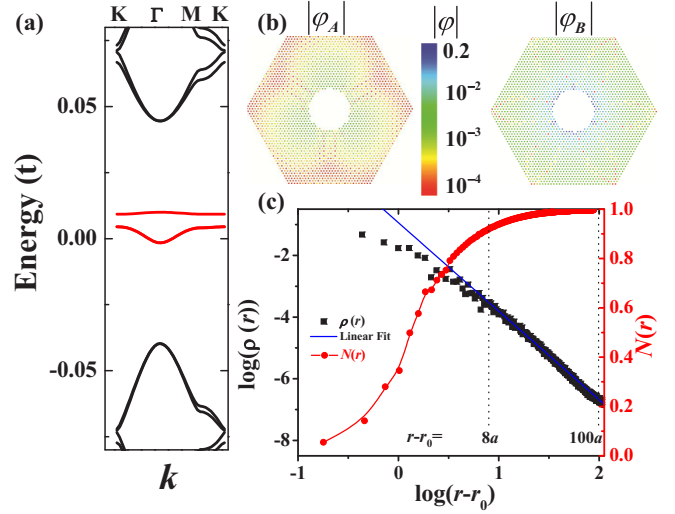 (a)
K Γ M K
Energy (t)
0.05
0.00
-0.05
k
(b)
|φ_A| |φ| |φ_B|
0.2
10⁻²
10⁻³
10⁻⁴
(c)
log(ρ (r))
-2
-4
-6
-8
ρ (r)
Linear Fit
N(r)
r-r₀= 8a 100a
1.0
0.8
0.6
0.4
0.2
0.0
N(r)
-1 0 1 2
log(r-r₀)